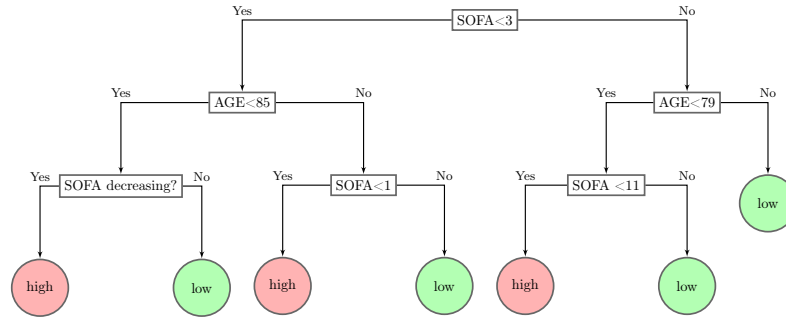 Yes
SOFA<3
No
Yes
AGE<85
No
Yes
AGE<79
No
Yes
SOFA decreasing?
No
Yes
SOFA<1
No
Yes
SOFA <11
No
low
high
low
high
low
high
low